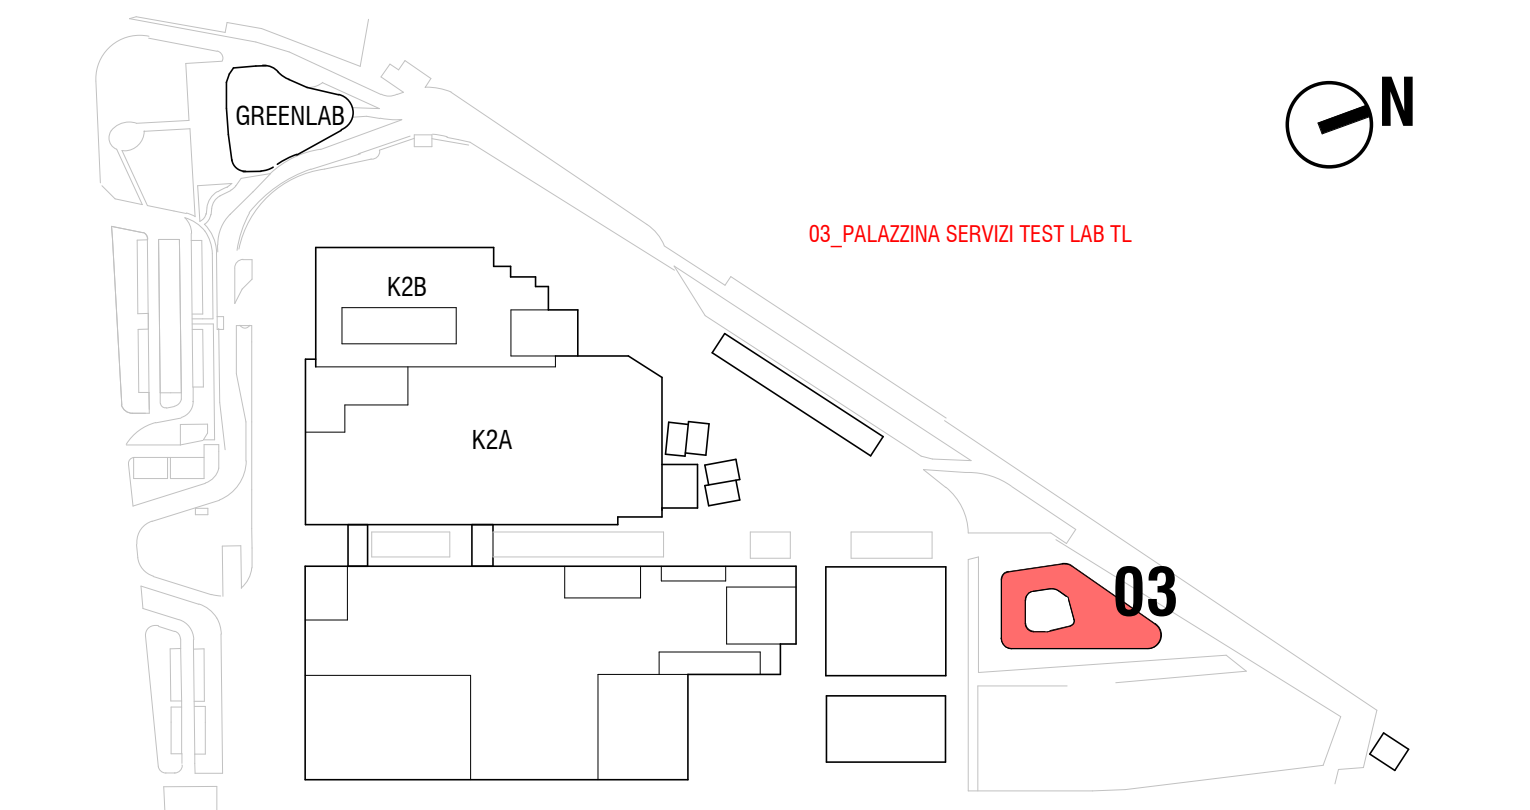 N
GREENLAB
03_PALAZZINA SERVIZI TEST LAB TL
K2B
K2A
03